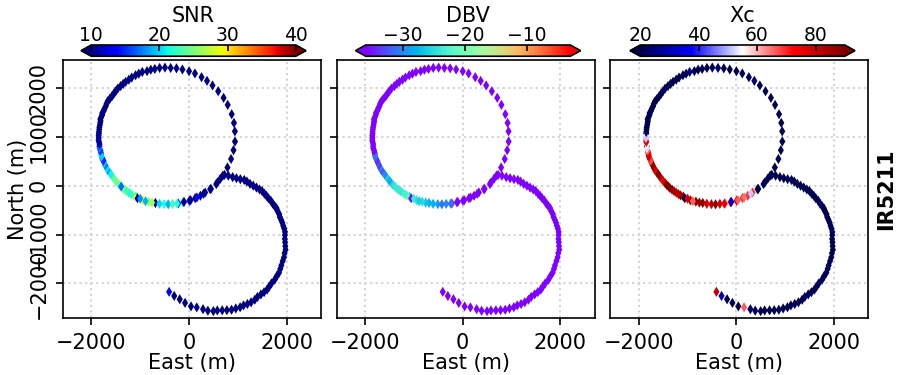 SNR
DBV
Xc
10 20 30 40
−30 −20 −10
20 40 60 80
2000
1000
0
−1000
−2000
North (m)
IR5211
−2000 0 2000
−2000 0 2000
−2000 0 2000
East (m)
East (m)
East (m)